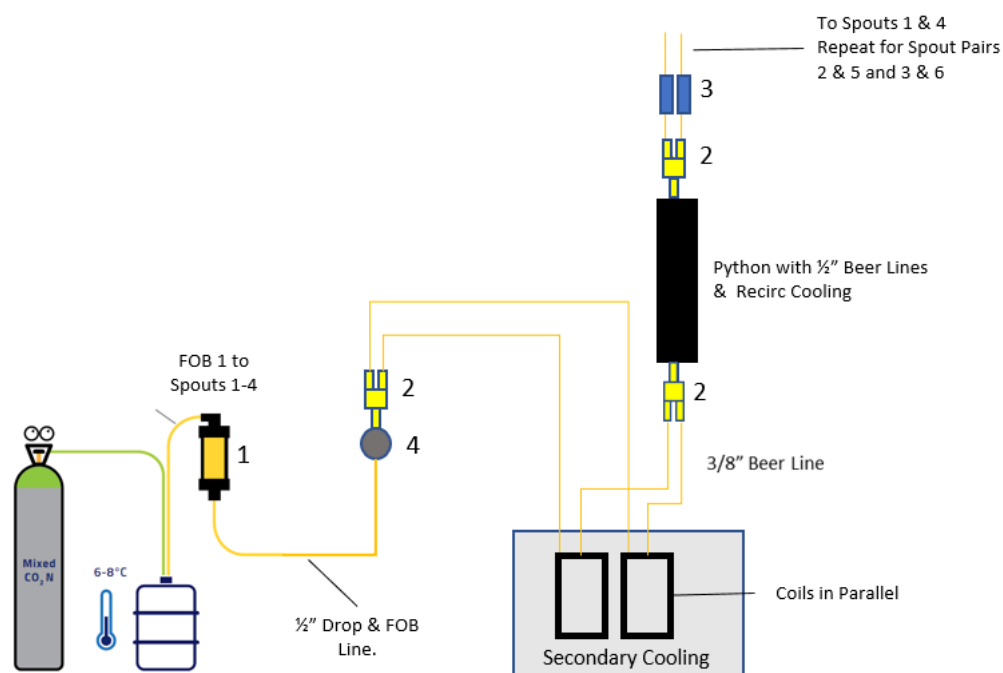 To Spouts 1 & 4
Repeat for Spout Pairs
2 & 5 and 3 & 6
3
2
Python with ½” Beer Lines
& Recirc Cooling
FOB 1 to
Spouts 1-4
2
2
1
4
3/8” Beer Line
Mixed
CO₂N
6-8°C
½” Drop & FOB
Line.
Coils in Parallel
Secondary Cooling